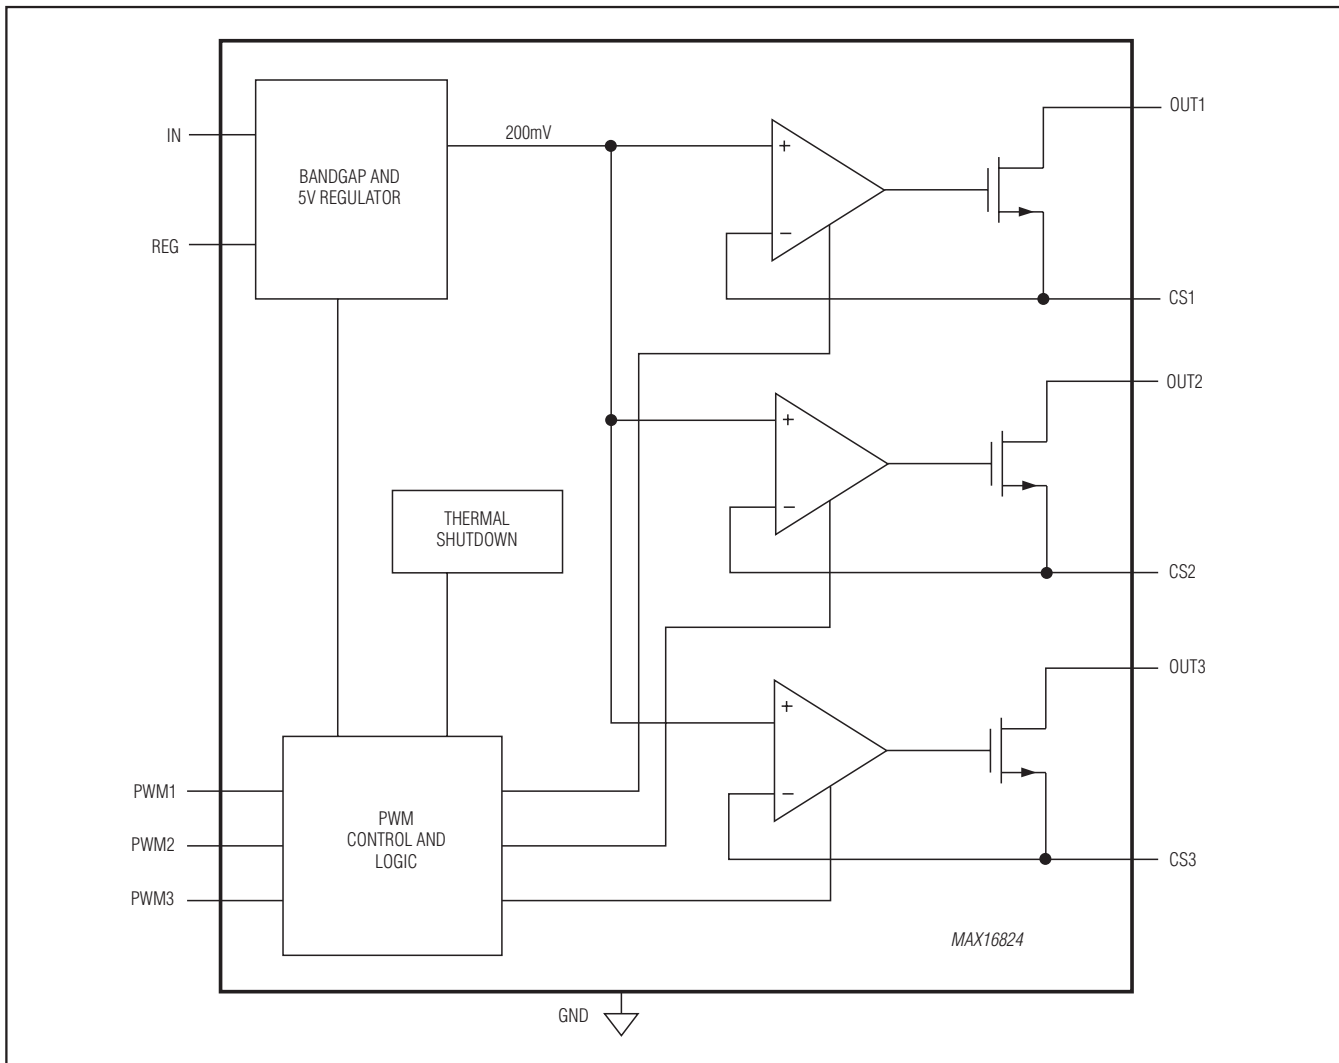 OUT1
IN
200mV
+
BANDGAP AND
5V REGULATOR
REG
−
CS1
OUT2
+
THERMAL
SHUTDOWN
−
CS2
OUT3
+
PWM1
PWM
CONTROL AND
LOGIC
−
PWM2
CS3
PWM3
MAX16824
GND